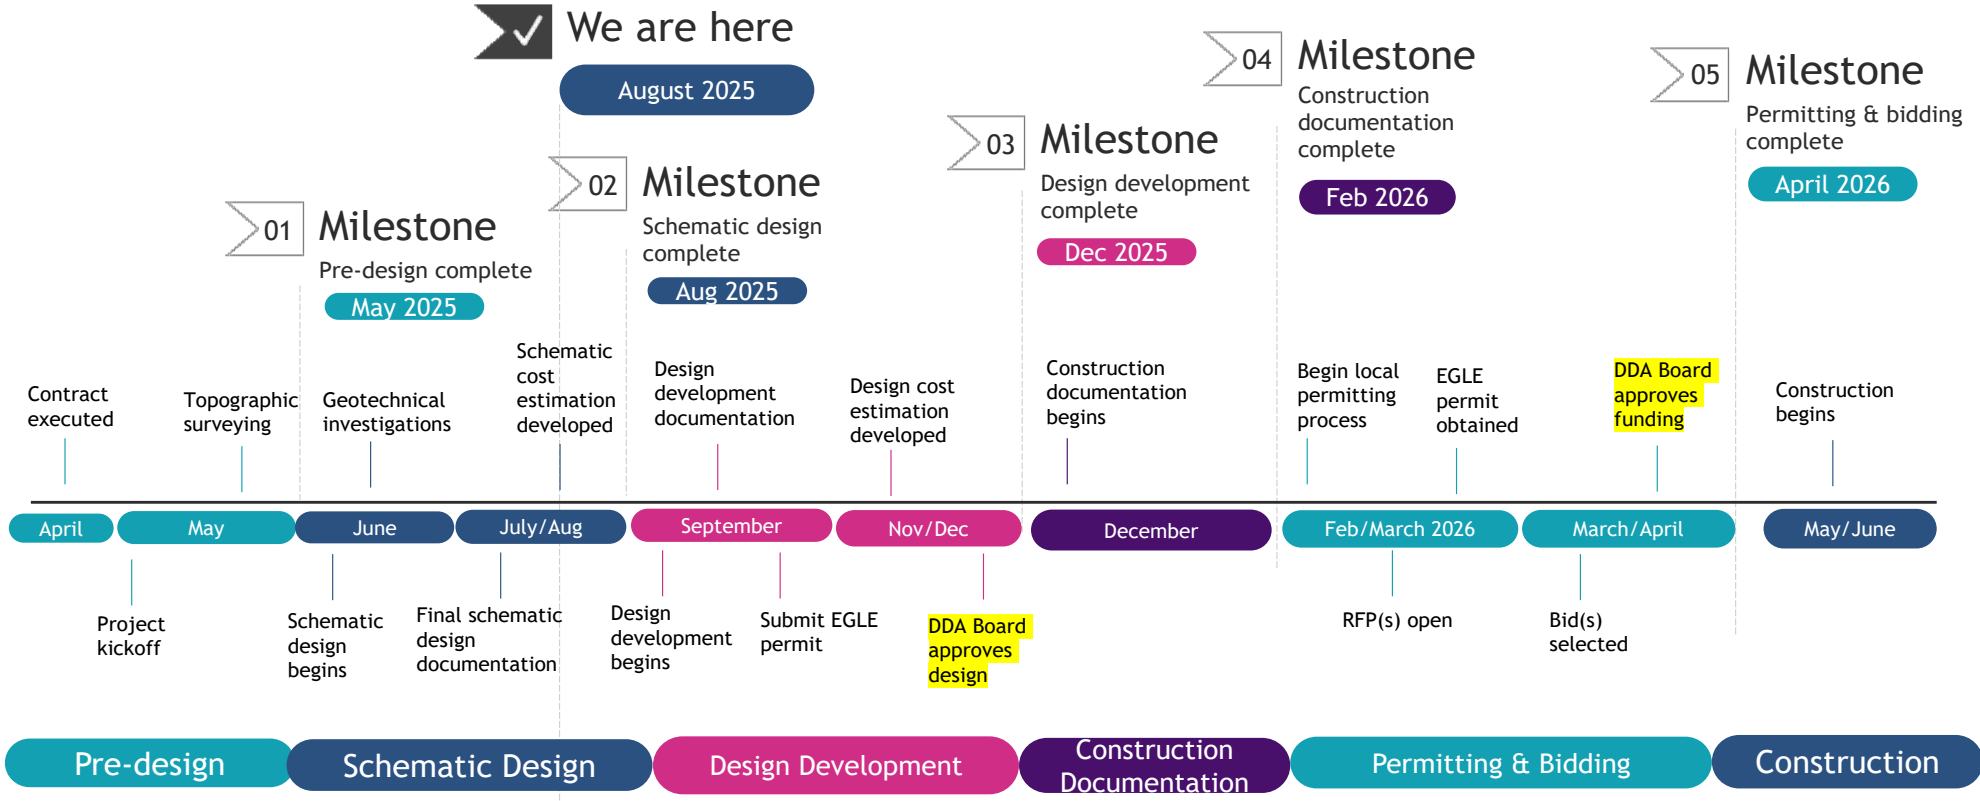 We are here
August 2025
01
Milestone
Pre-design complete
May 2025
02
Milestone
Schematic design
complete
Aug 2025
03
Milestone
Design development
complete
Dec 2025
04
Milestone
Construction
documentation
complete
Feb 2026
05
Milestone
Permitting & bidding
complete
April 2026
Contract
executed
Topographic
surveying
Geotechnical
investigations
Schematic
cost
estimation
developed
Design
development
documentation
Design cost
estimation
developed
Construction
documentation
begins
Begin local
permitting
process
EGLE
permit
obtained
DDA Board
approves
funding
Construction
begins
April
May
June
July/Aug
September
Nov/Dec
December
Feb/March 2026
March/April
May/June
Project
kickoff
Schematic
design
begins
Final schematic
design
documentation
Design
development
begins
Submit EGLE
permit
DDA Board
approves
design
RFP(s) open
Bid(s)
selected
Pre-design
Schematic Design
Design Development
Construction
Documentation
Permitting & Bidding
Construction